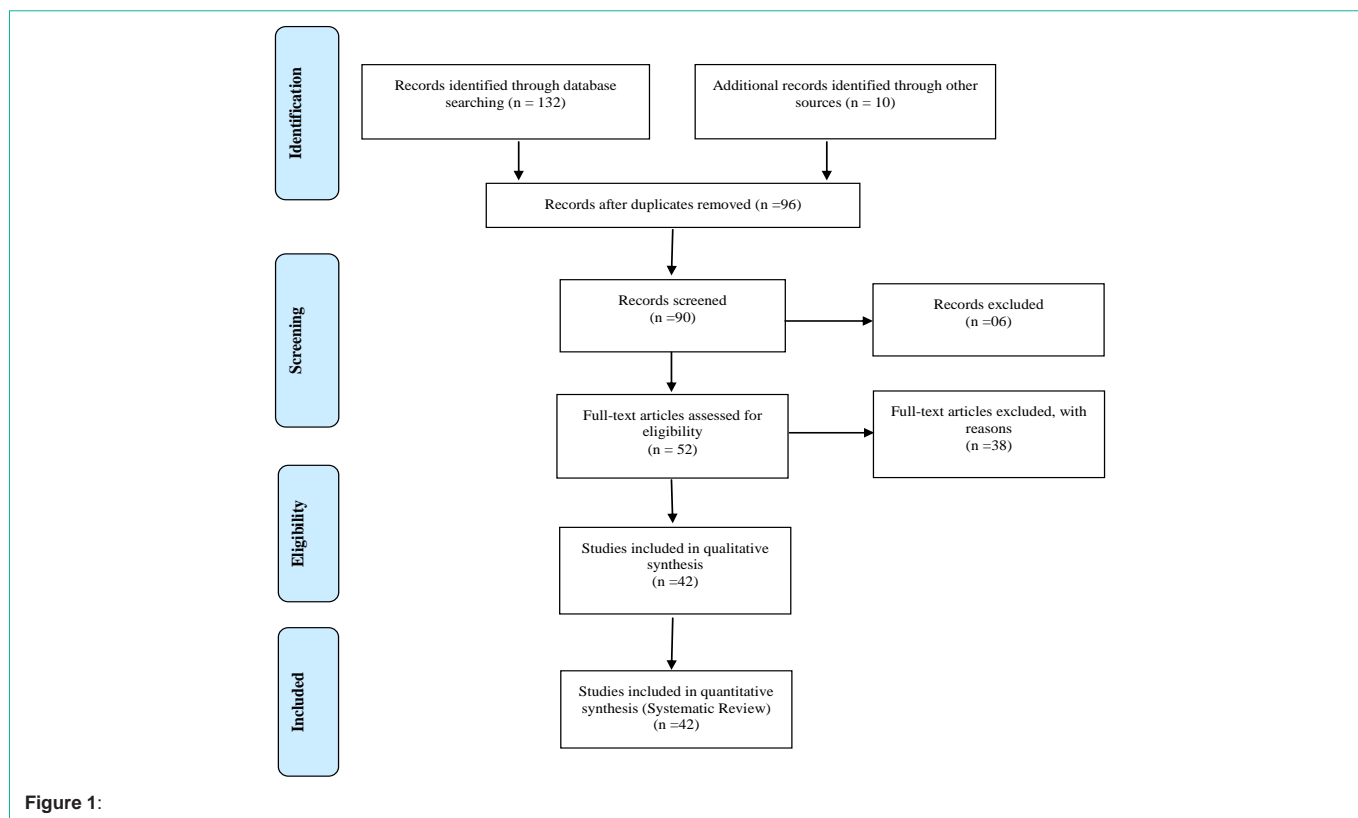 Identification
Records identified through database
searching (n = 132)
Additional records identified through other
sources (n = 10)
Records after duplicates removed (n =96)
Screening
Records screened
(n =90)
Records excluded
(n =06)
Full-text articles assessed for
eligibility
(n = 52)
Full-text articles excluded, with
reasons
(n =38)
Eligibility
Studies included in qualitative
synthesis
(n =42)
Included
Studies included in quantitative
synthesis (Systematic Review)
(n =42)
Figure 1: